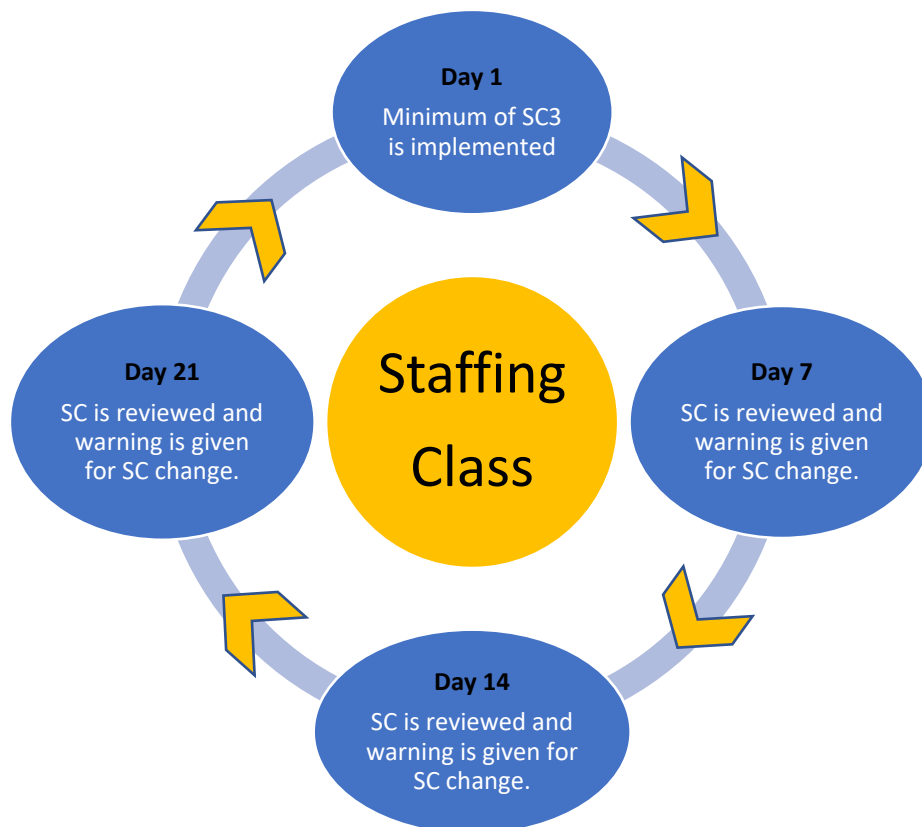 Day 1
Minimum of SC3
is implemented
Day 21
SC is reviewed and
warning is given
for SC change.
Staffing
Class
Day 7
SC is reviewed and
warning is given
for SC change.
Day 14
SC is reviewed and
warning is given for
SC change.